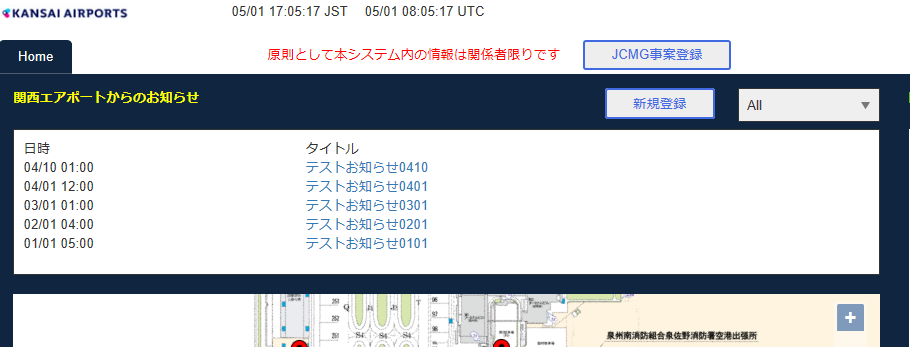 KANSAI AIRPORTS 05/01 17:05:17 JST 05/01 08:05:17 UTC
Home 原則として本システム内の情報は関係者限りです JCMG事案登録
関西エアポートからのお知らせ 新規登録 All
日時 タイトル
04/10 01:00 テストお知らせ0410
04/01 12:00 テストお知らせ0401
03/01 01:00 テストお知らせ0301
02/01 04:00 テストお知らせ0201
01/01 05:00 テストお知らせ0101
251 96
252 95 +
泉州南消防組合泉佐野消防署空港出張所
S4 S4